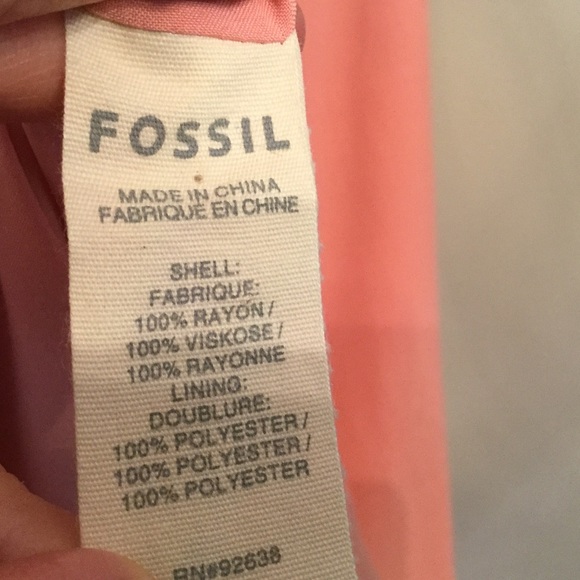 FOSSIL
MADE IN CHINA
FABRIQUÉ EN CHINE
SHELL:
FABRIQUE:
100% RAYON /
100% VISKOSE /
100% RAYONNE
LINING:
DOUBLURE:
100% POLYESTER /
100% POLYESTER /
100% POLYESTER
RN#92638